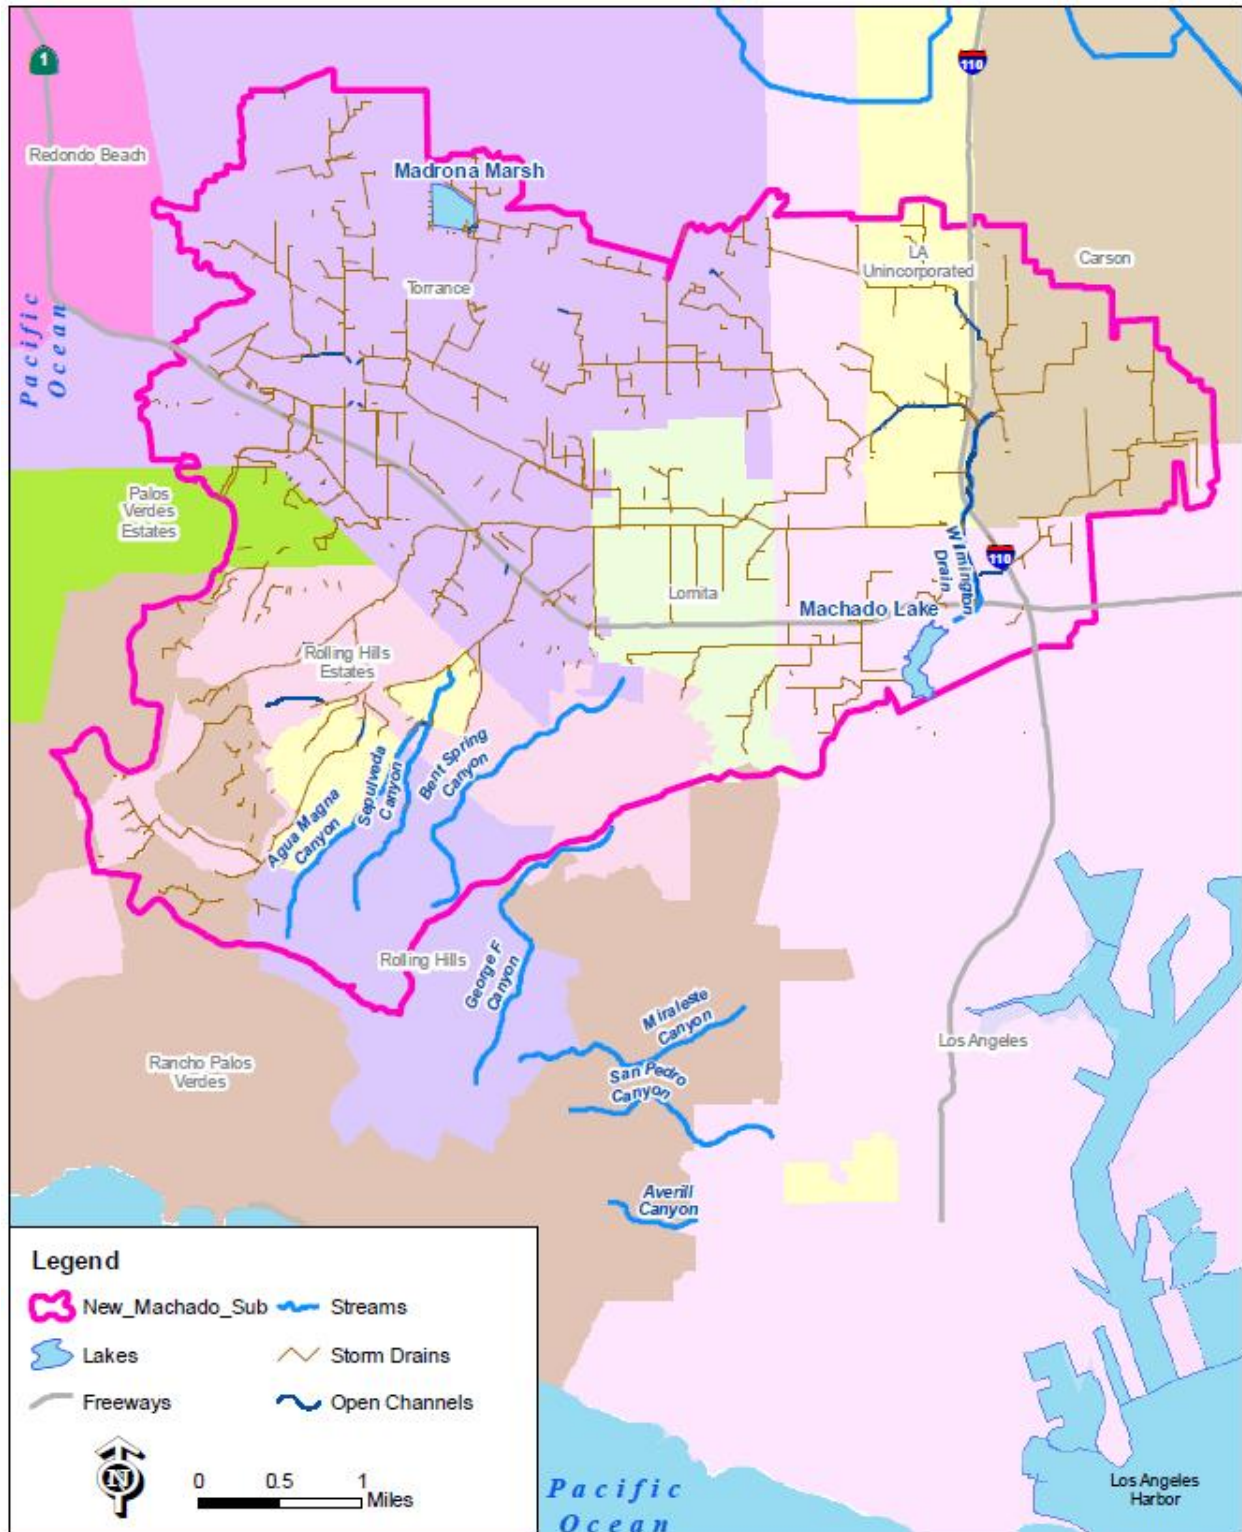 1
110
Redondo Beach
Madrona Marsh
LA
Unincorporated
Carson
Torrance
Pacific
Ocean
Palos
Verdes
Estates
Wilmington
Drain
110
Lomita
Machado Lake
Rolling Hills
Estates
Bent Spring
Canyon
Sepulveda
Canyon
Agua Magna
Canyon
Rolling Hills
George F
Canyon
Miraleste
Canyon
Los Angeles
Rancho Palos
Verdes
San Pedro
Canyon
Averill
Canyon
Legend
New_Machado_Sub
Streams
Lakes
Storm Drains
Freeways
Open Channels
N
0 0.5 1
Miles
Pacific
Ocean
Los Angeles
Harbor